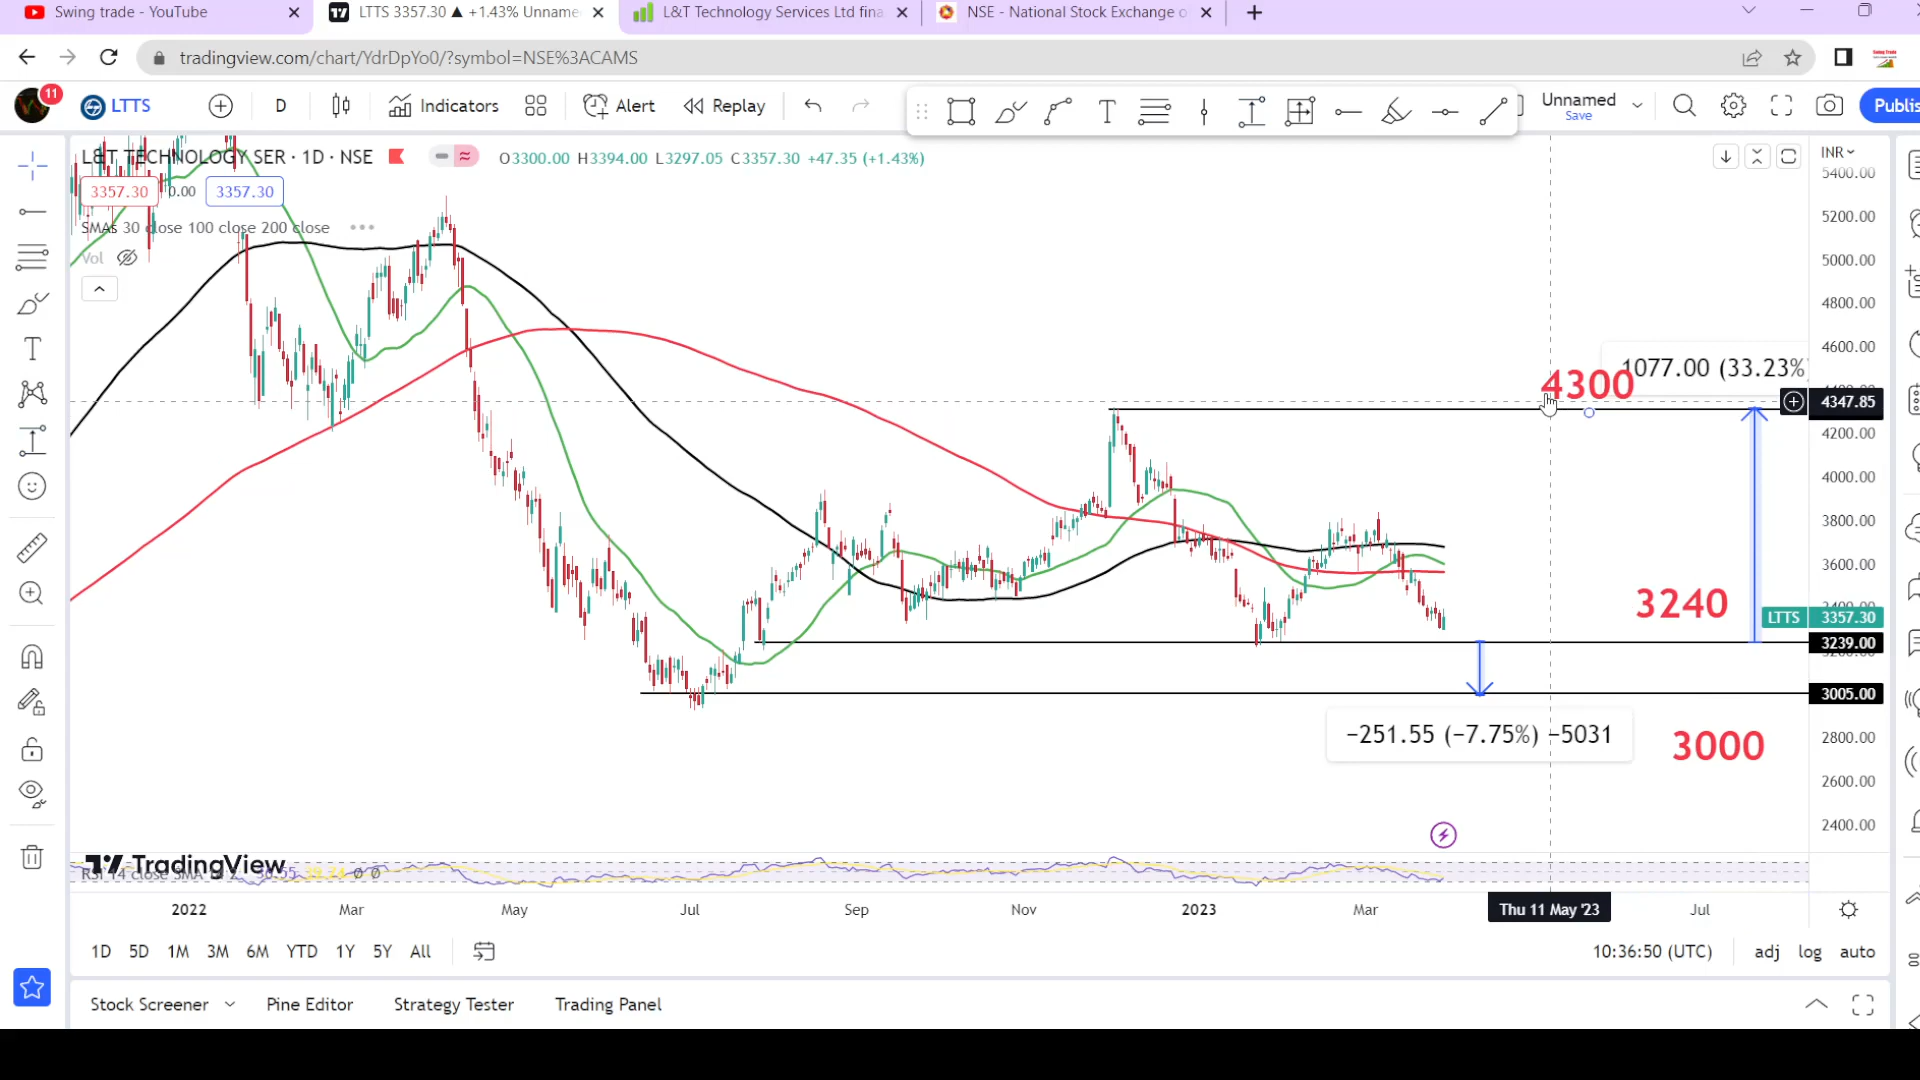 Swing trade - YouTube
LTTS 3357.30 ▲ +1.43% Unname
L&T Technology Services Ltd fina
NSE - National Stock Exchange o
tradingview.com/chart/YdrDpYo0/?symbol=NSE%3ACAMS
11
LTTS
D
Indicators
Alert
Replay
Unnamed
Save
Publis
L&T TECHNOLOGY SER · 1D · NSE
O3300.00 H3394.00 L3297.05 C3357.30 +47.35 (+1.43%)
INR
3357.30
0.00
3357.30
SMAs 30 close 100 close 200 close
Vol
5400.00
5200.00
5000.00
4800.00
4600.00
4347.85
4200.00
4000.00
3800.00
3600.00
LTTS 3357.30
3239.00
3005.00
2800.00
2600.00
2400.00
1077.00 (33.23%
4300
3240
−251.55 (−7.75%) −5031
3000
TradingView
RSI 14 close SMA
2022
Mar
May
Jul
Sep
Nov
2023
Mar
Thu 11 May '23
Jul
1D 5D 1M 3M 6M YTD 1Y 5Y All
10:36:50 (UTC)
adj log auto
Stock Screener
Pine Editor
Strategy Tester
Trading Panel